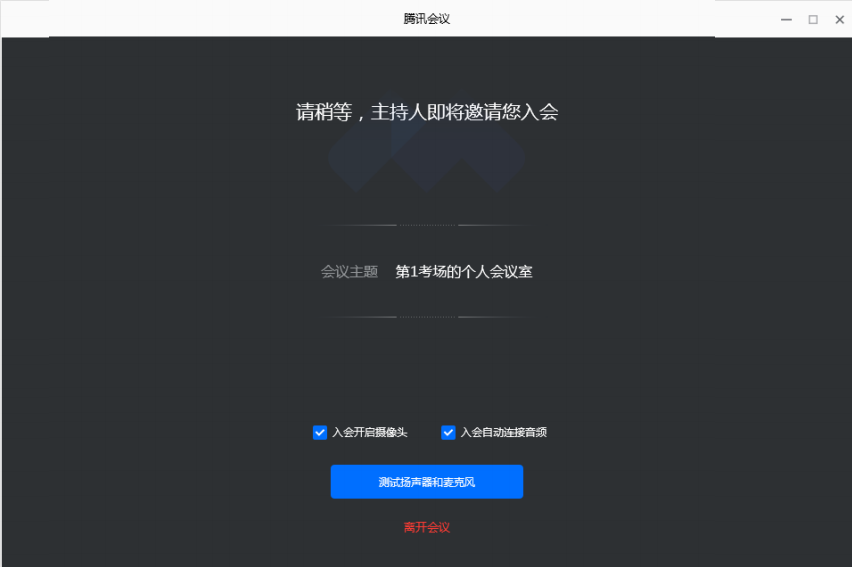 腾讯会议
请稍等，主持人即将邀请您入会
会议主题 第1考场的个人会议室
入会开启摄像头 入会自动连接音频
测试扬声器和麦克风
离开会议